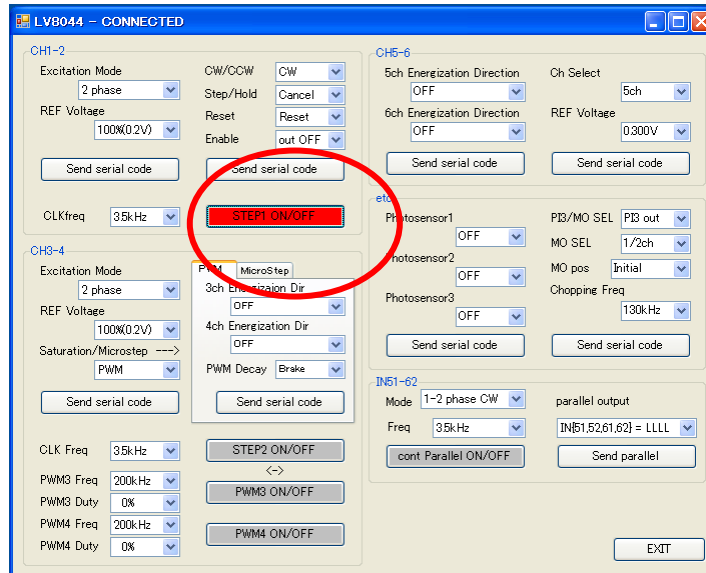 LV8044 - CONNECTED
CH1-2
Excitation Mode
2 phase
REF Voltage
100%(0.2V)
Send serial code
CW/CCW CW
Step/Hold Cancel
Reset Reset
Enable out OFF
Send serial code
CLKfreq 3.5kHz
STEP1 ON/OFF
CH3-4
Excitation Mode
2 phase
REF Voltage
100%(0.2V)
Saturation/Microstep --->
PWM
Send serial code
PWM MicroStep
3ch Energizaion Dir
OFF
4ch Energization Dir
OFF
PWM Decay Brake
Send serial code
CLK Freq 3.5kHz
PWM3 Freq 200kHz
PWM3 Duty 0%
PWM4 Freq 200kHz
PWM4 Duty 0%
STEP2 ON/OFF
<->
PWM3 ON/OFF
PWM4 ON/OFF
CH5-6
5ch Energization Direction
OFF
6ch Energization Direction
OFF
Send serial code
Ch Select
5ch
REF Voltage
0.300V
Send serial code
etc
Photosensor1
OFF
Photosensor2
OFF
Photosensor3
OFF
Send serial code
PI3/MO SEL PI3 out
MO SEL 1/2ch
MO pos Initial
Chopping Freq
130kHz
Send serial code
IN51-62
Mode 1-2 phase CW
Freq 3.5kHz
cont Parallel ON/OFF
parallel output
IN{51,52,61,62} = LLLL
Send parallel
EXIT